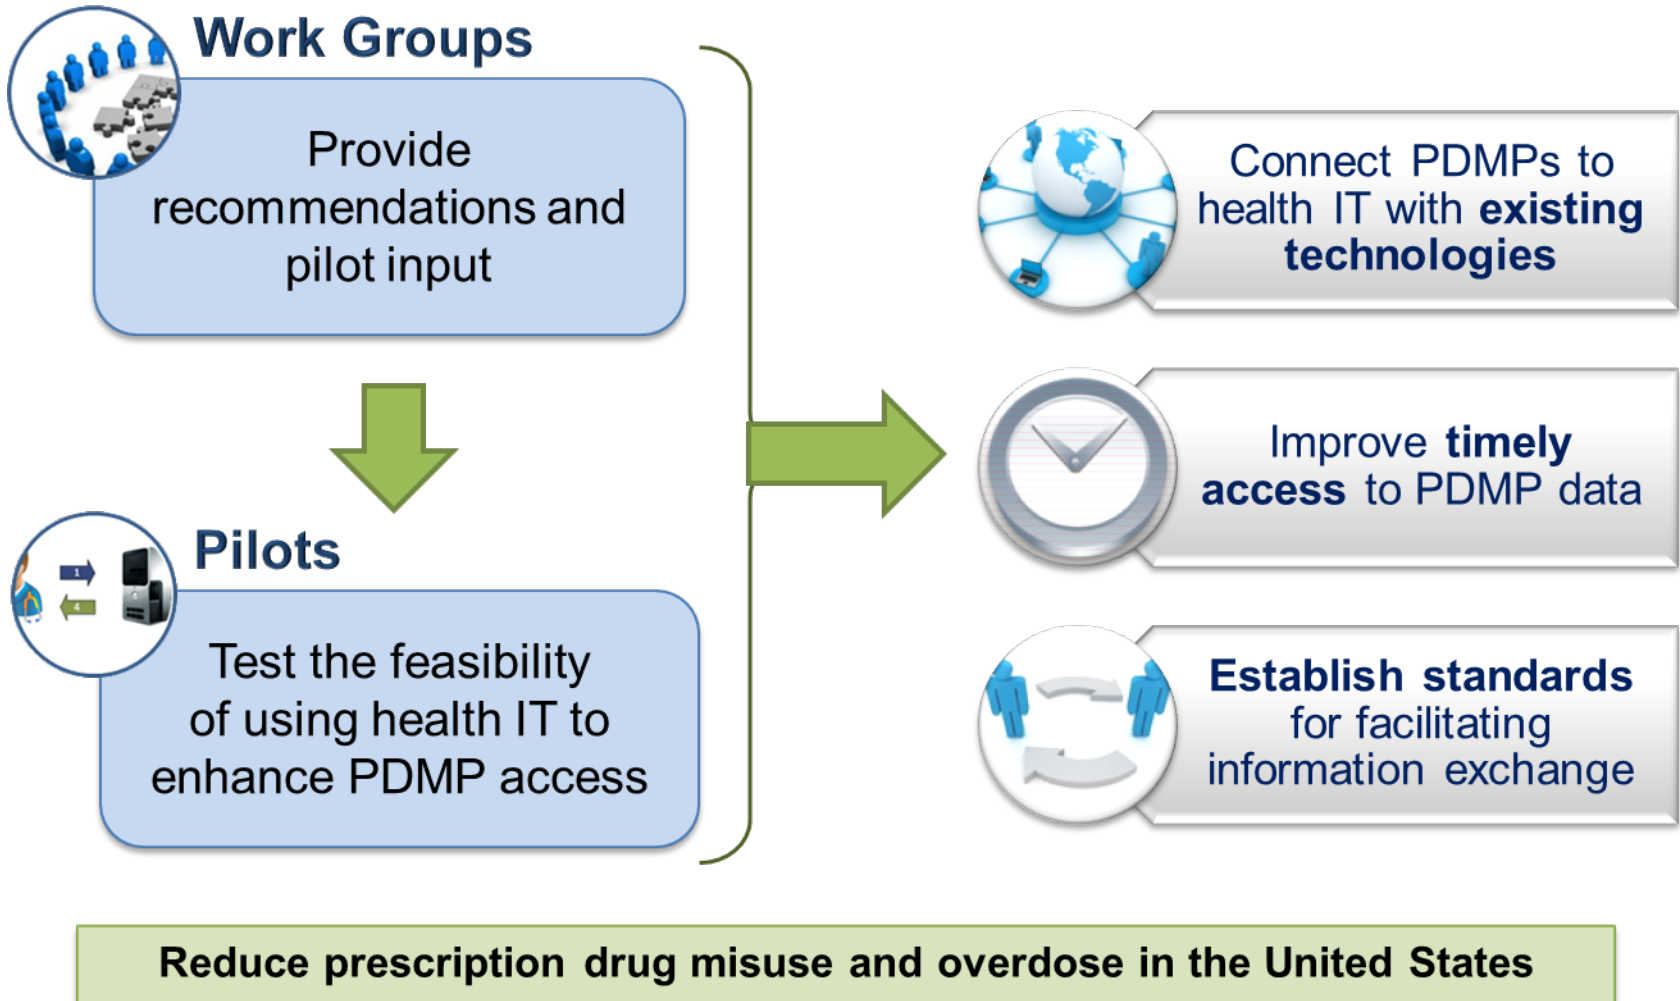 Work Groups
Provide
recommendations and
pilot input
Pilots
1
4
Test the feasibility
of using health IT to
enhance PDMP access
Connect PDMPs to
health IT with existing
technologies
Improve timely
access to PDMP data
Establish standards
for facilitating
information exchange
Reduce prescription drug misuse and overdose in the United States